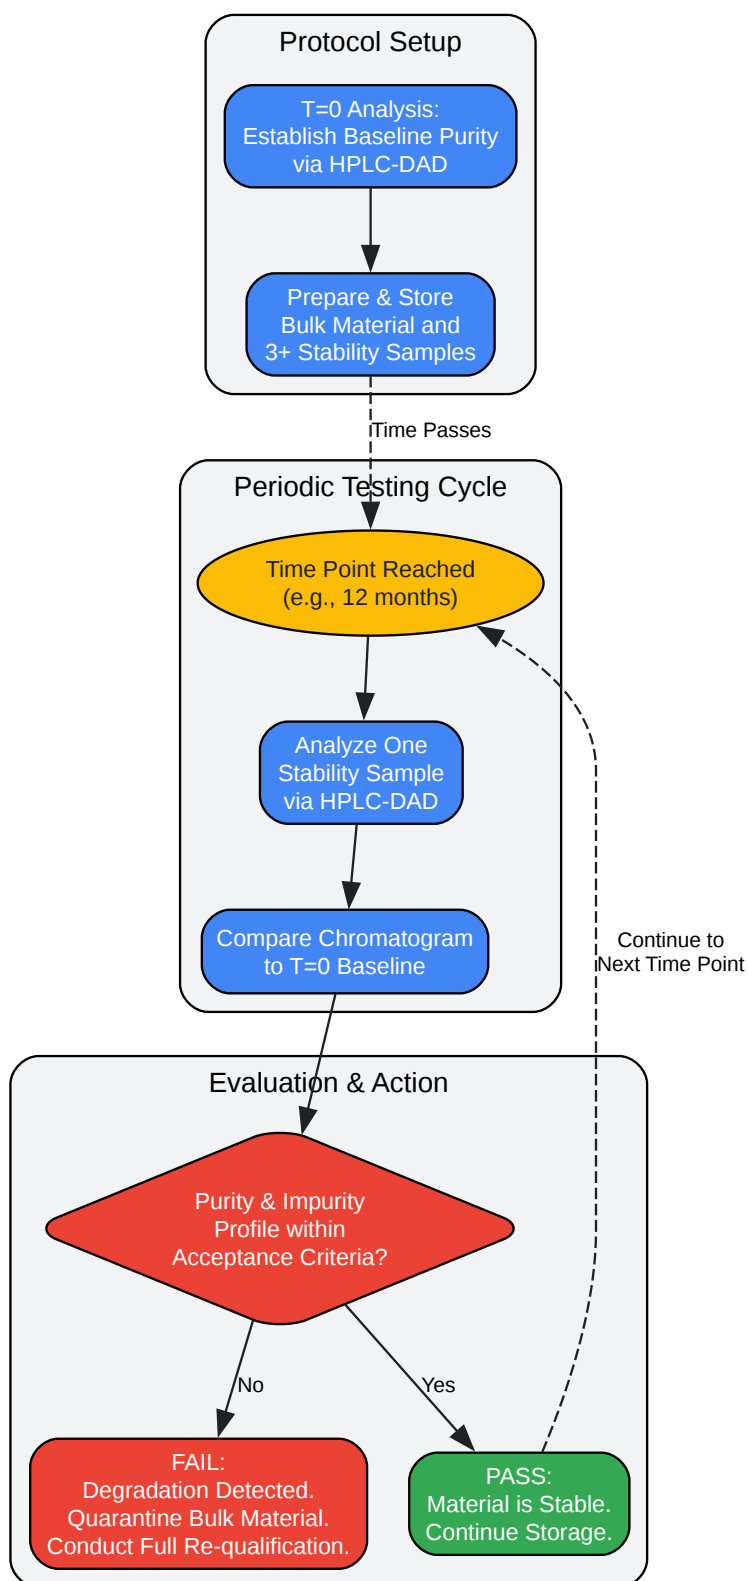 Protocol Setup
T=0 Analysis:
Establish Baseline Purity
via HPLC-DAD
Prepare & Store
Bulk Material and
3+ Stability Samples
Time Passes
Periodic Testing Cycle
Time Point Reached
(e.g., 12 months)
Analyze One
Stability Sample
via HPLC-DAD
Compare Chromatogram
to T=0 Baseline
Continue to
Next Time Point
Evaluation & Action
Purity & Impurity
Profile within
Acceptance Criteria?
No
Yes
FAIL:
Degradation Detected.
Quarantine Bulk Material.
Conduct Full Re-qualification.
PASS:
Material is Stable.
Continue Storage.